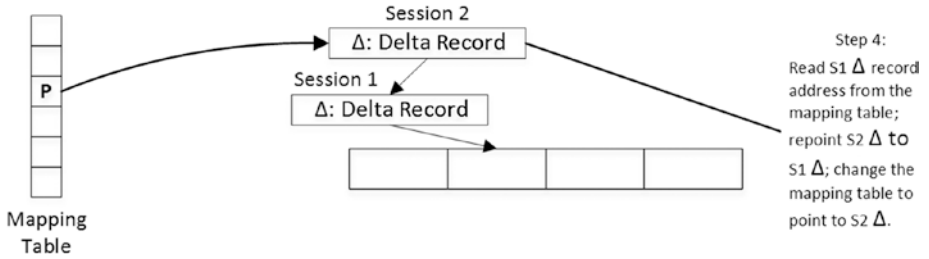 Session 2
Δ: Delta Record
Session 1
Δ: Delta Record
P
Mapping
Table
Step 4:
Read S1 Δ record
address from the
mapping table;
repoint S2 Δ to
S1 Δ; change the
mapping table to
point to S2 Δ.